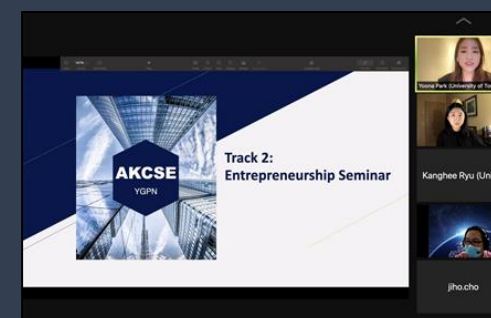 AKCSE
YGPN
Track 2:
Entrepreneurship Seminar
Yoona Park (University of To
Kanghee Ryu (Uni
jiho.cho